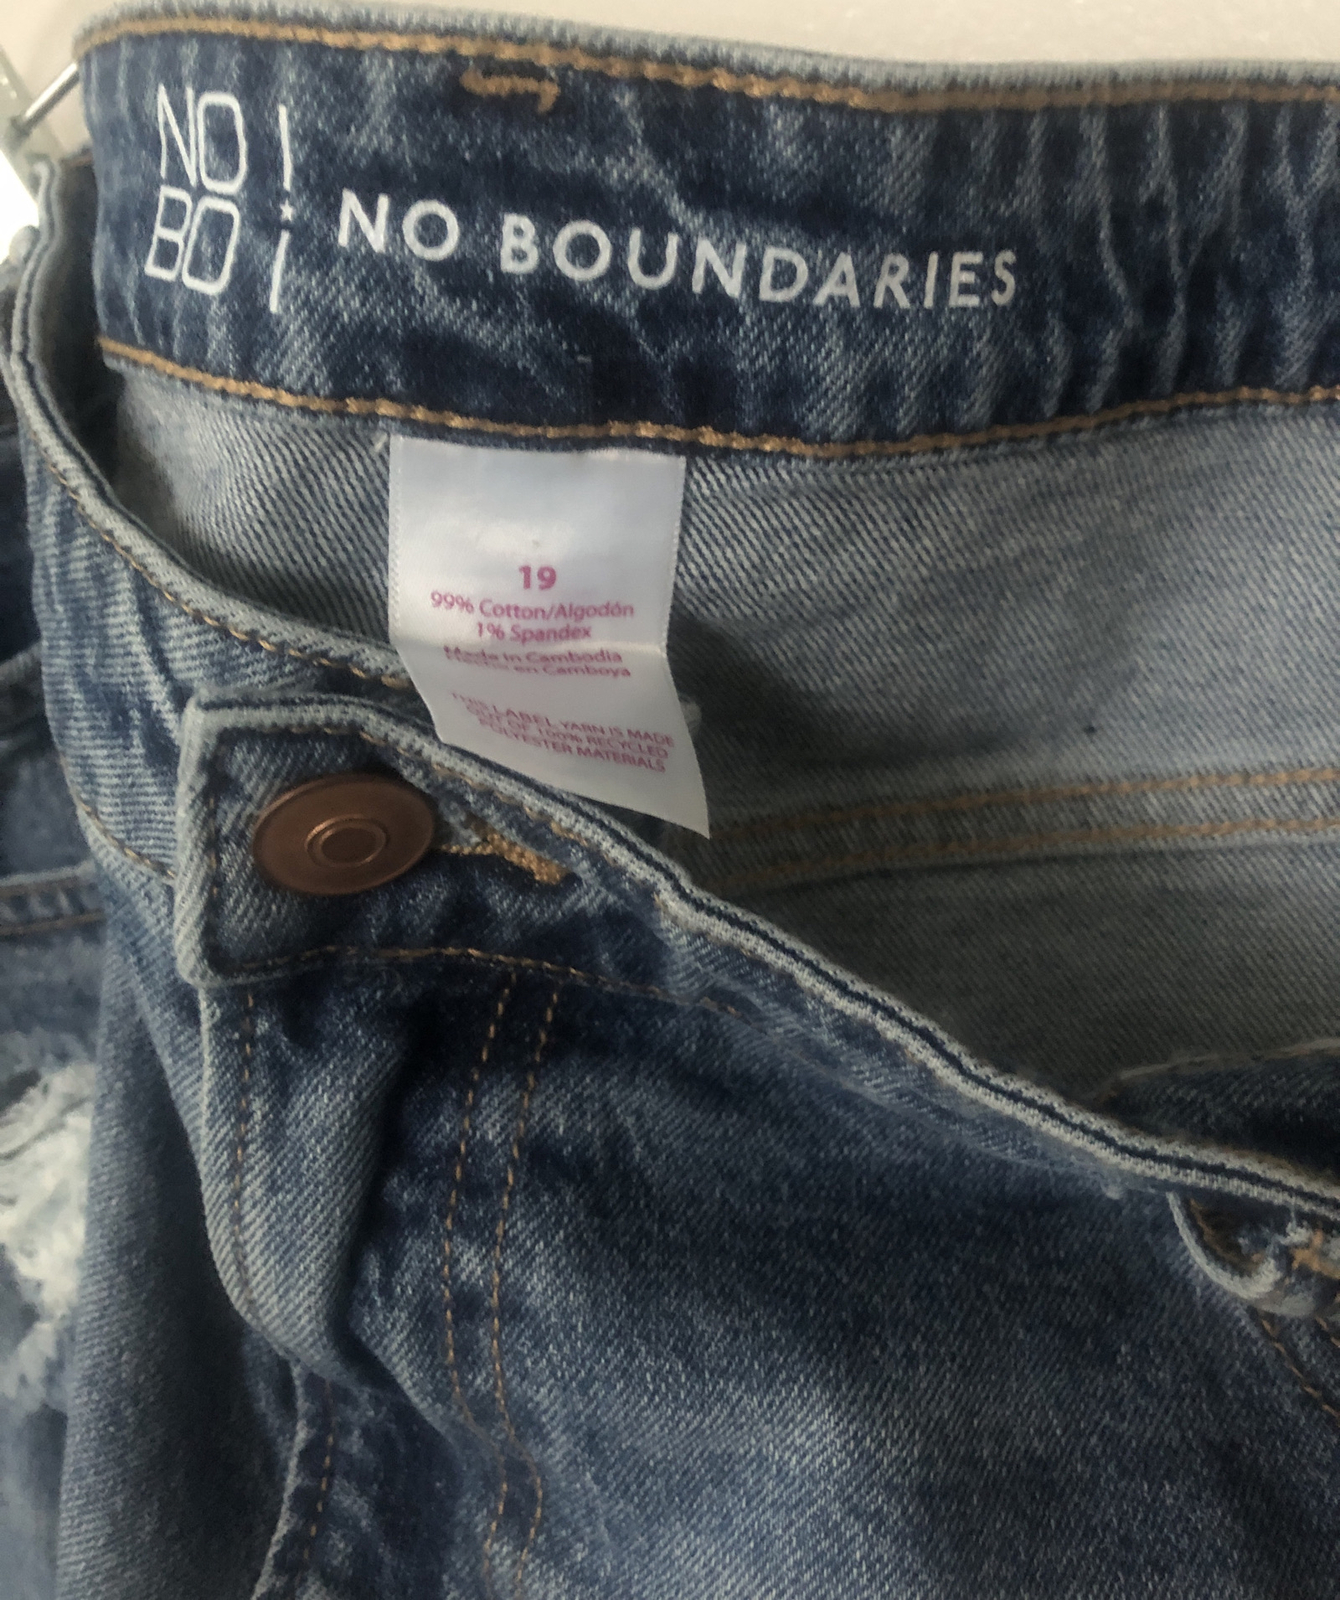 NO
BO
NO BOUNDARIES
19
99% Cotton/Algodón
1% Spandex
Made in Cambodia
Hecho en Camboya
THIS LABEL YARN IS MADE
OUT OF 100% RECYCLED
POLYESTER MATERIALS